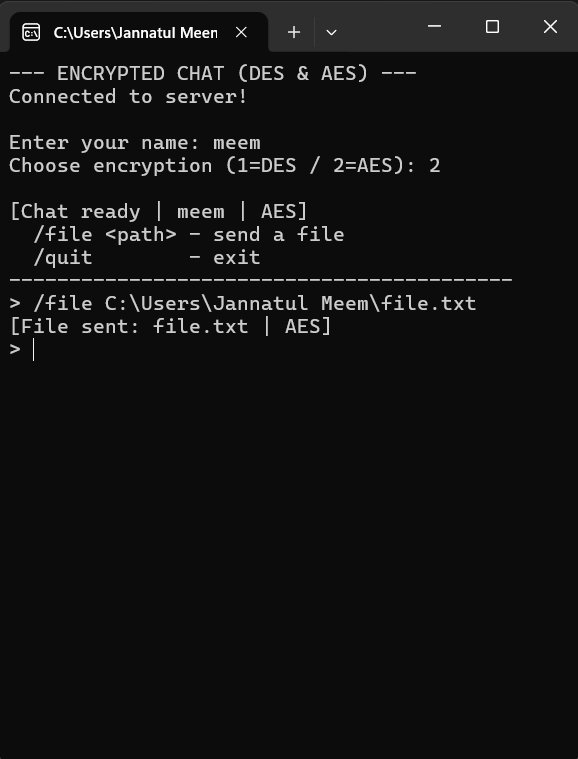 C:\Users\Jannatul Meem
--- ENCRYPTED CHAT (DES & AES) ---
Connected to server!
Enter your name: meem
Choose encryption (1=DES / 2=AES): 2
[Chat ready | meem | AES]
/file <path> - send a file
/quit - exit
------------------------------------------
> /file C:\Users\Jannatul Meem\file.txt
[File sent: file.txt | AES]
>